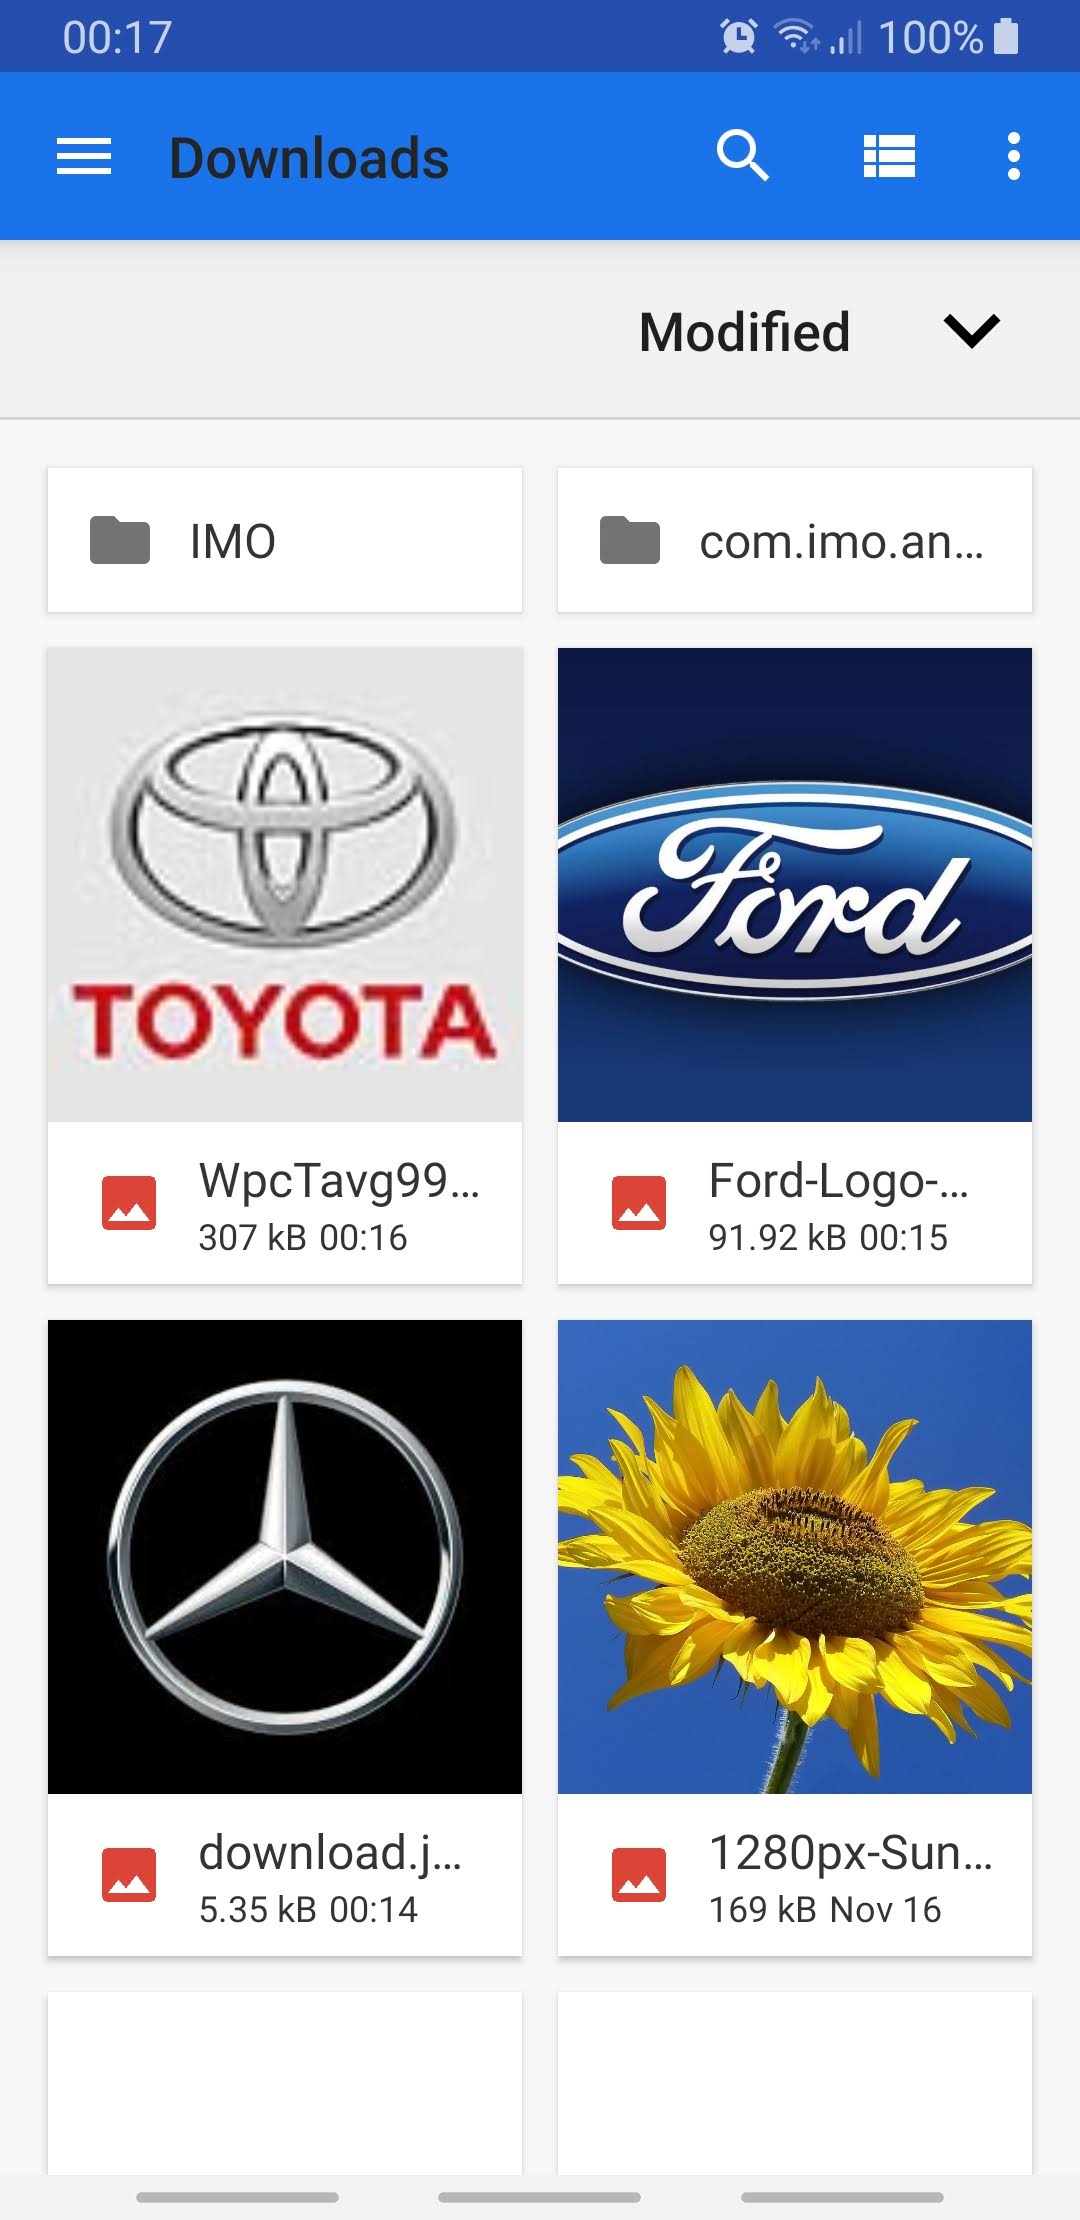 00:17
100%
Downloads
Modified
IMO
com.imo.an...
TOYOTA
Ford
WpcTavg99...
307 kB 00:16
Ford-Logo-...
91.92 kB 00:15
download.j...
5.35 kB 00:14
1280px-Sun...
169 kB Nov 16